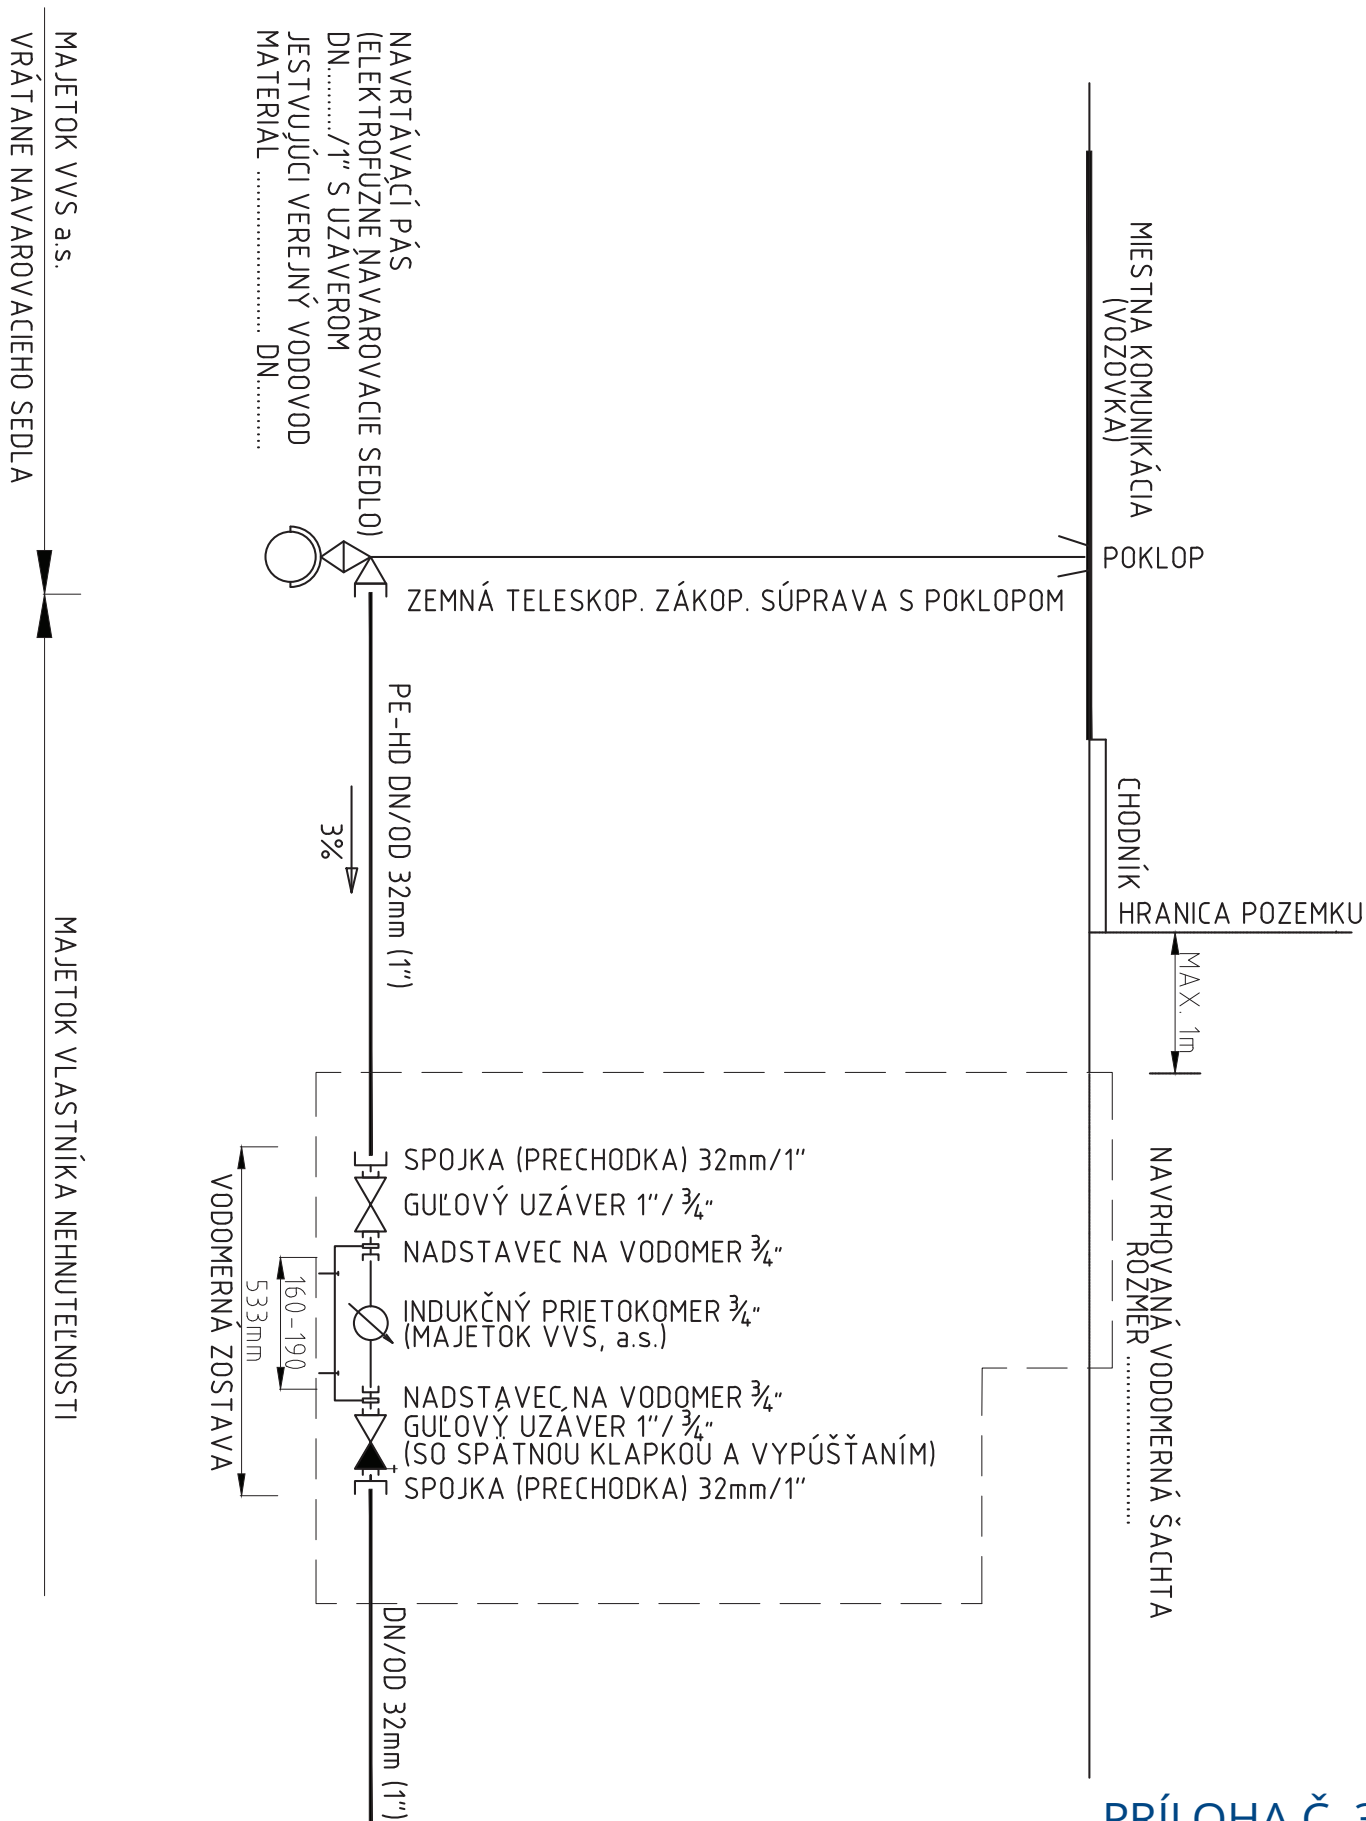 MIESTNA KOMUNIKÁCIA
(VOZOVKA)
POKLOP
CHODNÍK
HRANICA POZEMKU
MAX. 1m
NAVRHOVANÁ VODOMERNÁ ŠACHTA
ROZMER ..............................
ZEMNÁ TELESKOP. ZÁKOP. SÚPRAVA S POKLOPOM
NAVRTÁVACÍ PÁS
(ELEKTROFÚZNE NAVAROVACIE SEDLO)
DN........./1" S UZÁVEROM
JESTVUJÚCI VEREJNÝ VODOVOD
MATERIÁL .............................. DN..............
PE-HD DN/OD 32mm (1")
3%
SPOJKA (PRECHODKA) 32mm/1"
GUĽOVÝ UZÁVER 1"/ ¾"
NADSTAVEC NA VODOMER ¾"
INDUKČNÝ PRIETOKOMER ¾"
(MAJETOK VVS, a.s.)
NADSTAVEC NA VODOMER ¾"
GUĽOVÝ UZÁVER 1"/ ¾"
(SO SPÄTNOU KLAPKOU A VYPÚŠŤANÍM)
SPOJKA (PRECHODKA) 32mm/1"
DN/OD 32mm (1")
160-190
533mm
VODOMERNÁ ZOSTAVA
MAJETOK VVS a.s.
VRÁTANE NAVAROVACIEHO SEDLA
MAJETOK VLASTNÍKA NEHNUTEĽNOSTI
PRÍLOHA Č. 3